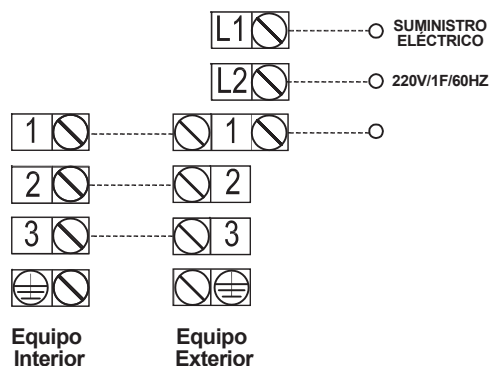 L1 SUMINISTRO
ELÉCTRICO
L2 220V/1F/60HZ
1 1
2 2
3 3
Equipo Interior
Equipo Exterior